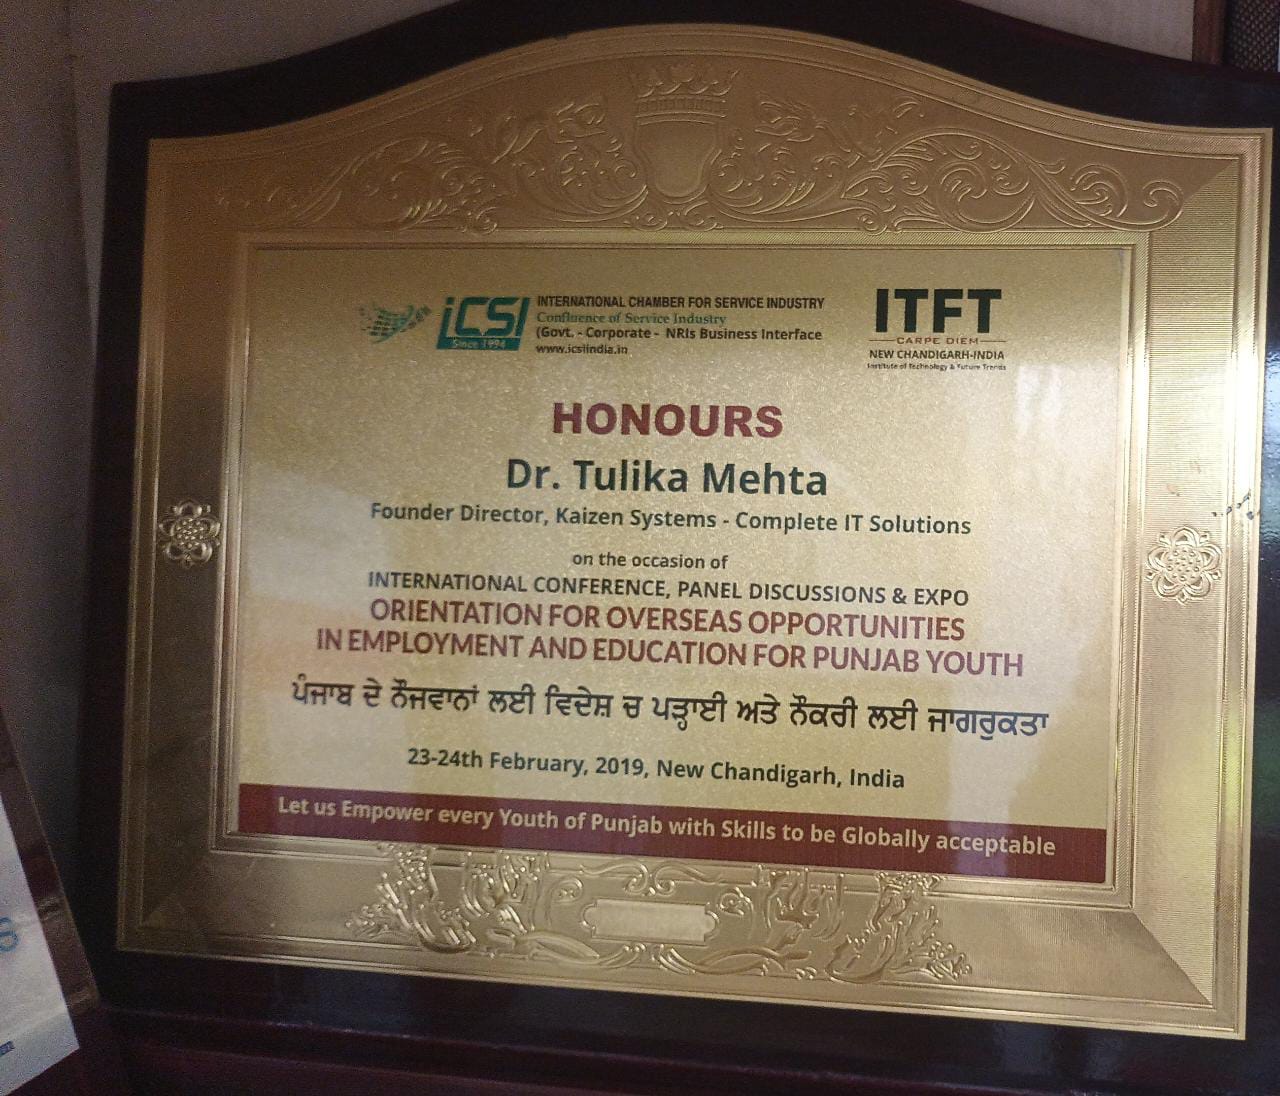 iCSI
Since 1994
INTERNATIONAL CHAMBER FOR SERVICE INDUSTRY
Confluence of Service Industry
(Govt. - Corporate - NRIs Business Interface
www.icsiindia.in
ITFT
CARPE DIEM
NEW CHANDIGARH-INDIA
Institute of Technology & Future Trends
HONOURS
Dr. Tulika Mehta
Founder Director, Kaizen Systems - Complete IT Solutions
on the occasion of
INTERNATIONAL CONFERENCE, PANEL DISCUSSIONS & EXPO
ORIENTATION FOR OVERSEAS OPPORTUNITIES
IN EMPLOYMENT AND EDUCATION FOR PUNJAB YOUTH
ਪੰਜਾਬ ਦੇ ਨੌਜਵਾਨਾਂ ਲਈ ਵਿਦੇਸ਼ ਚ ਪੜ੍ਹਾਈ ਅਤੇ ਨੌਕਰੀ ਲਈ ਜਾਗਰੁਕਤਾ
23-24th February, 2019, New Chandigarh, India
Let us Empower every Youth of Punjab with Skills to be Globally acceptable